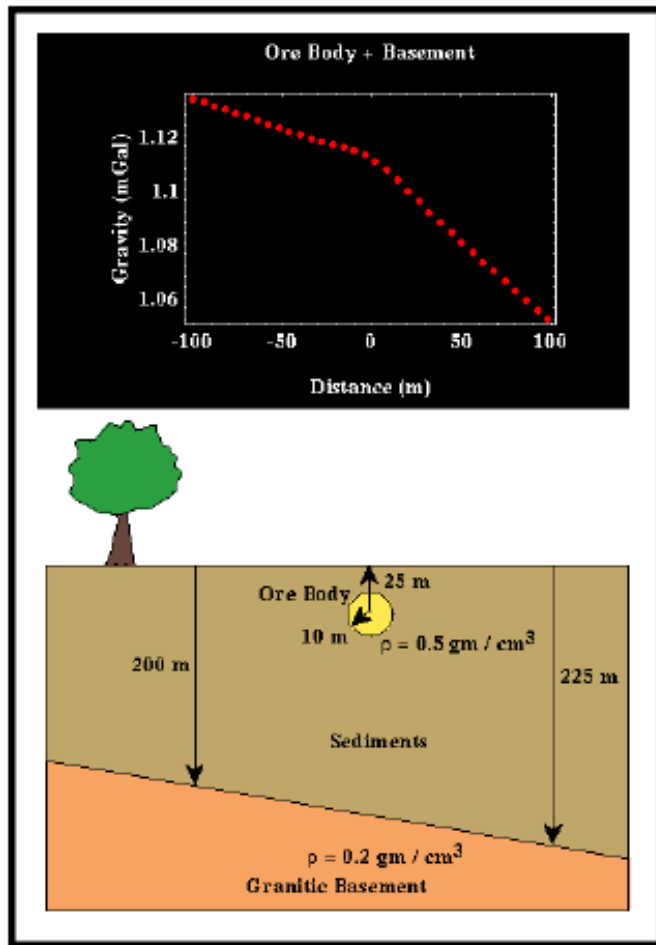 Ore Body + Basement
Gravity (mGal)
1.12
1.1
1.08
1.06
-100 -50 0 50 100
Distance (m)
25 m
Ore Body
10 m
ρ = 0.5 gm / cm³
200 m
225 m
Sediments
ρ = 0.2 gm / cm³
Granitic Basement